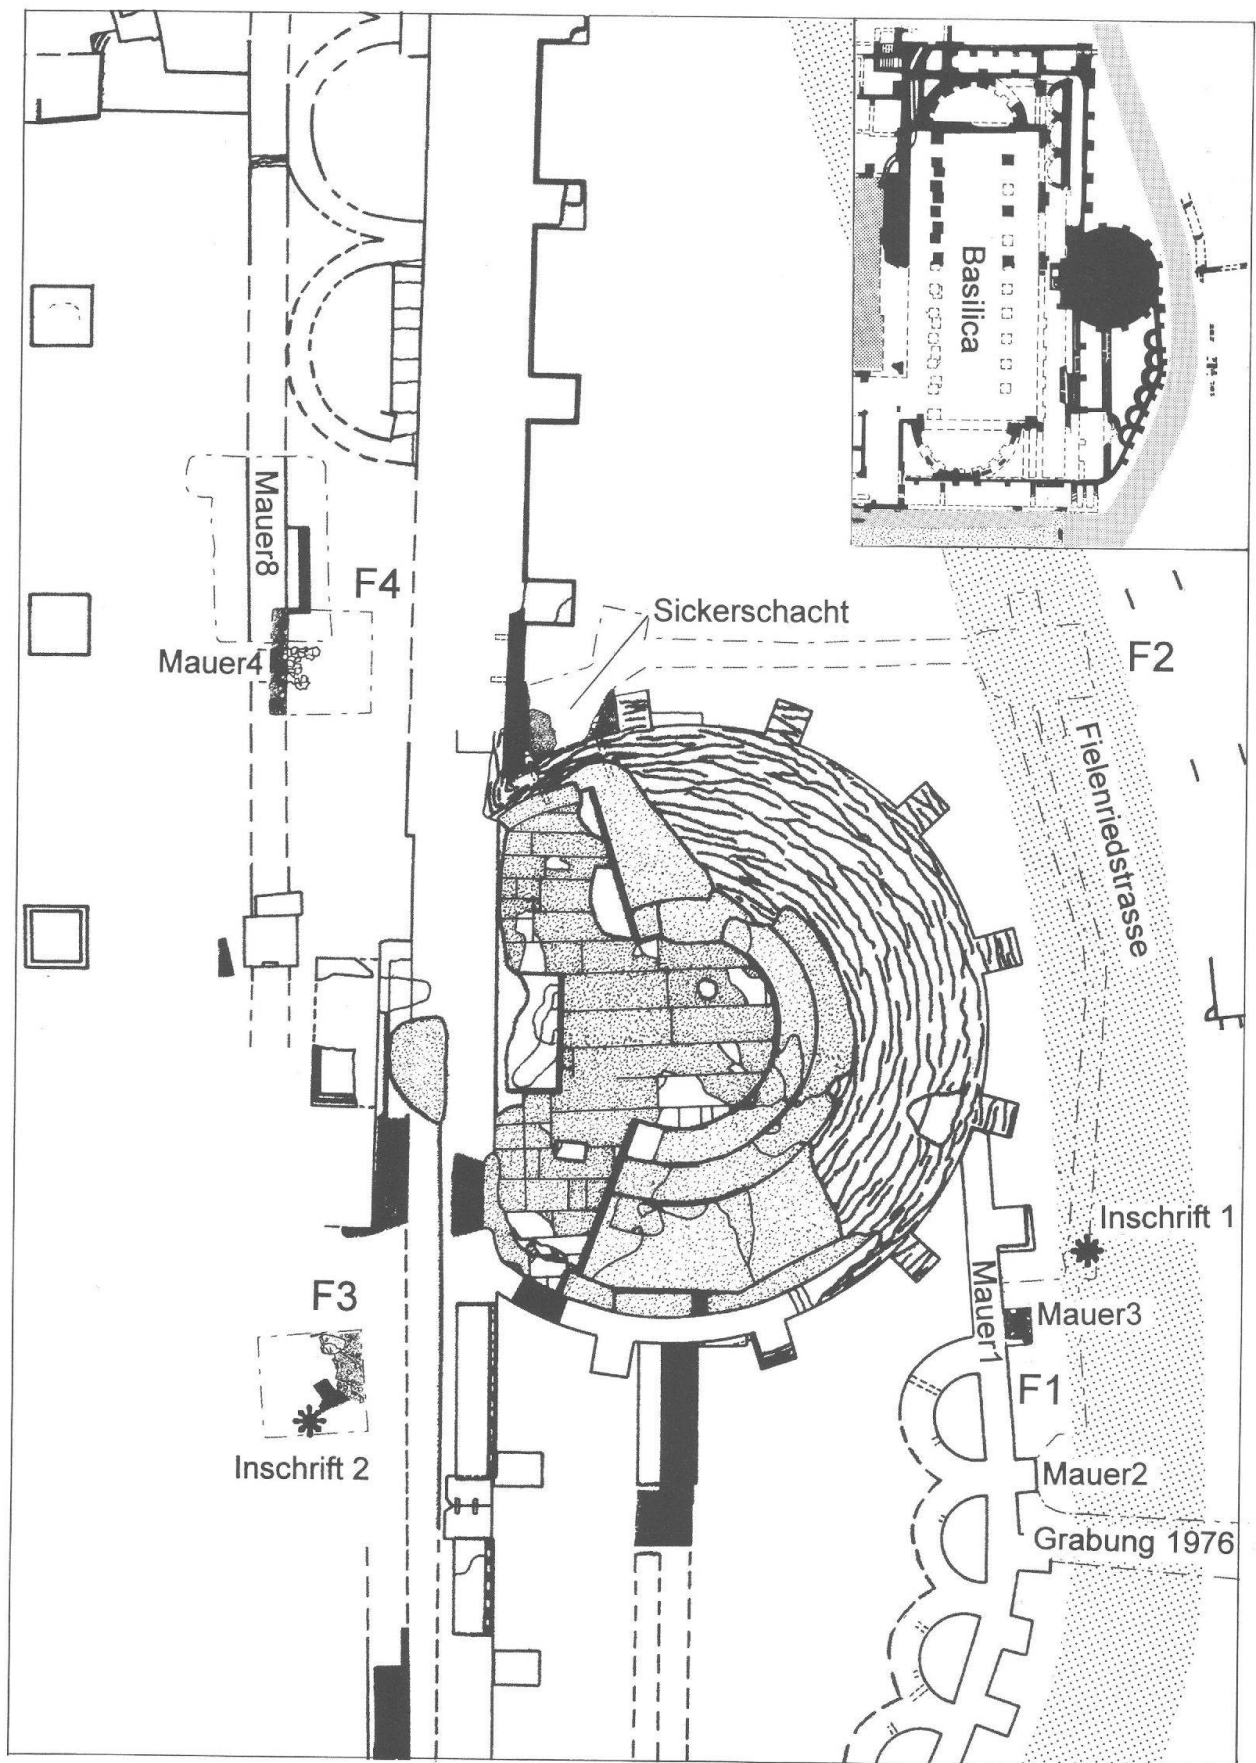 Basilica
Mauer8
F4
Sickerschacht
Mauer4
F2
Fielenriedstrasse
Inschrift 1
Mauer1
Mauer3
F3
F1
Inschrift 2
Mauer2
Grabung 1976